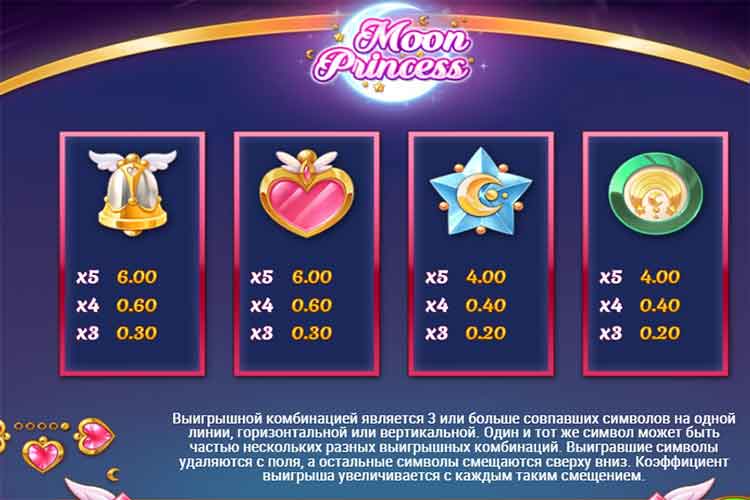 Moon
Princess
x5 6.00
x4 0.60
x3 0.30
x5 6.00
x4 0.60
x3 0.30
x5 4.00
x4 0.40
x3 0.20
x5 4.00
x4 0.40
x3 0.20
Выигрышной комбинацией является 3 или больше совпавших символов на одной
линии, горизонтальной или вертикальной. Один и тот же символ может быть
частью нескольких разных выигрышных комбинаций. Выигравшие символы
удаляются с поля, а остальные символы смещаются сверху вниз. Коэффициент
выигрыша увеличивается с каждым таким смещением.